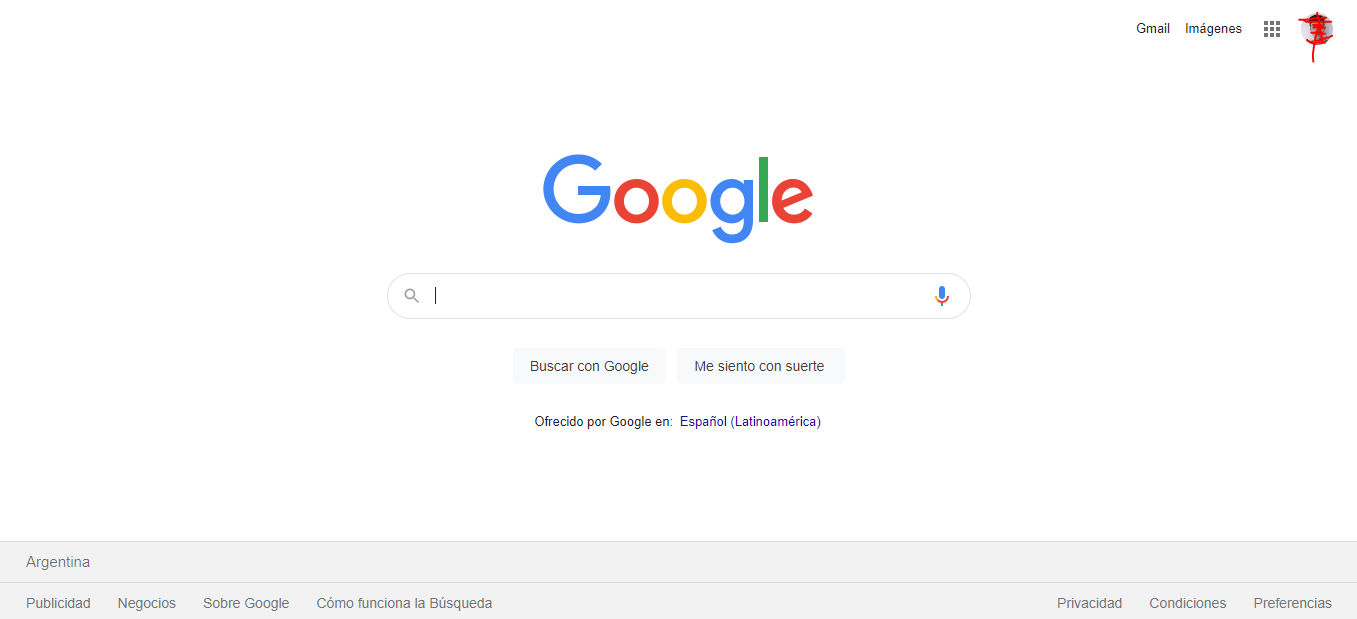 Gmail Imágenes
Google
Buscar con Google Me siento con suerte
Ofrecido por Google en: Español (Latinoamérica)
Argentina
Publicidad Negocios Sobre Google Cómo funciona la Búsqueda Privacidad Condiciones Preferencias